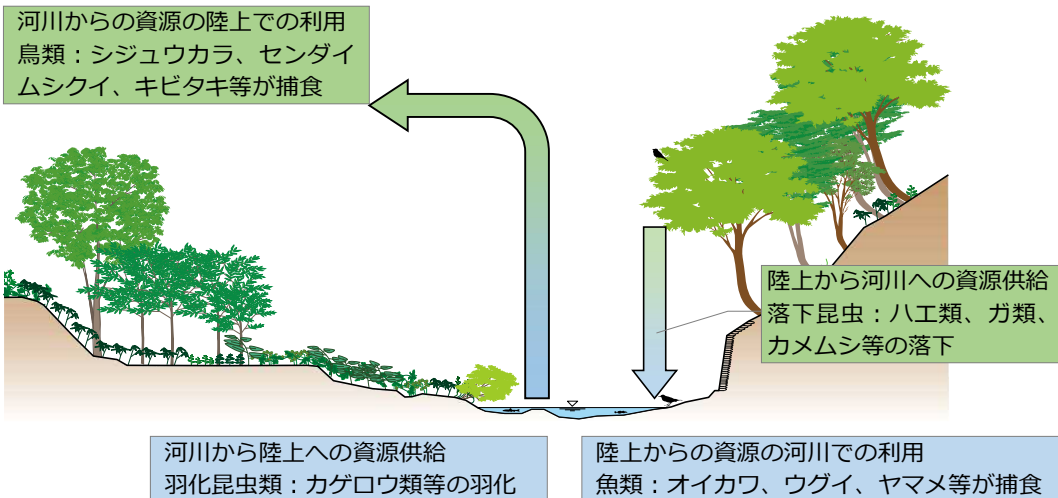 河川からの資源の陸上での利用
鳥類：シジュウカラ、センダイ
ムシクイ、キビタキ等が捕食
陸上から河川への資源供給
落下昆虫：ハエ類、ガ類、
カメムシ等の落下
河川から陸上への資源供給
羽化昆虫類：カゲロウ類等の羽化
陸上からの資源の河川での利用
魚類：オイカワ、ウグイ、ヤマメ等が捕食